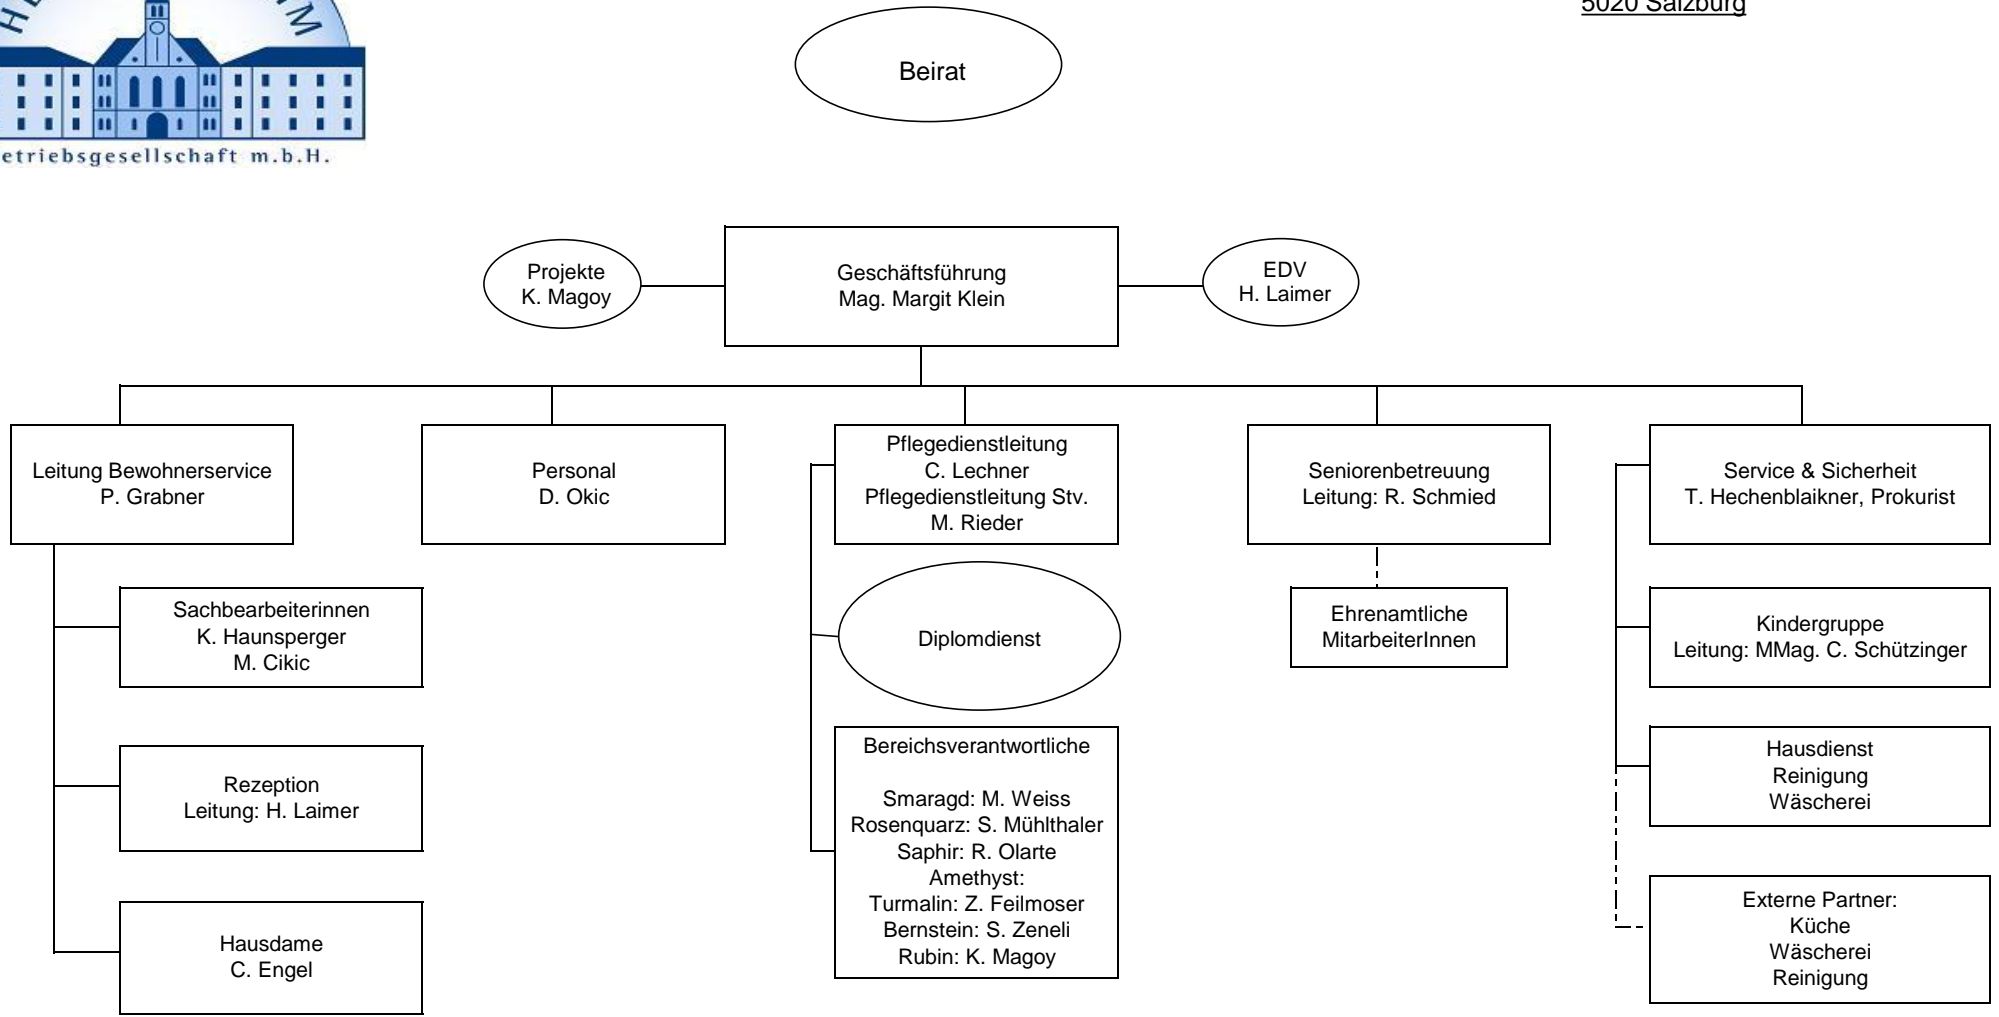 5020 Salzburg
Beirat
etriebsgesellschaft m.b.H.
Projekte
K. Magoy
Geschäftsführung
Mag. Margit Klein
EDV
H. Laimer
Leitung Bewohnerservice
P. Grabner
Personal
D. Okic
Pflegedienstleitung
C. Lechner
Pflegedienstleitung Stv.
M. Rieder
Seniorenbetreuung
Leitung: R. Schmied
Service & Sicherheit
T. Hechenblaikner, Prokurist
Sachbearbeiterinnen
K. Haunsperger
M. Cikic
Diplomdienst
Ehrenamtliche
MitarbeiterInnen
Kindergruppe
Leitung: MMag. C. Schützinger
Rezeption
Leitung: H. Laimer
Bereichsverantwortliche
Smaragd: M. Weiss
Rosenquarz: S. Mühlthaler
Saphir: R. Olarte
Amethyst:
Turmalin: Z. Feilmoser
Bernstein: S. Zeneli
Rubin: K. Magoy
Hausdienst
Reinigung
Wäscherei
Hausdame
C. Engel
Externe Partner:
Küche
Wäscherei
Reinigung